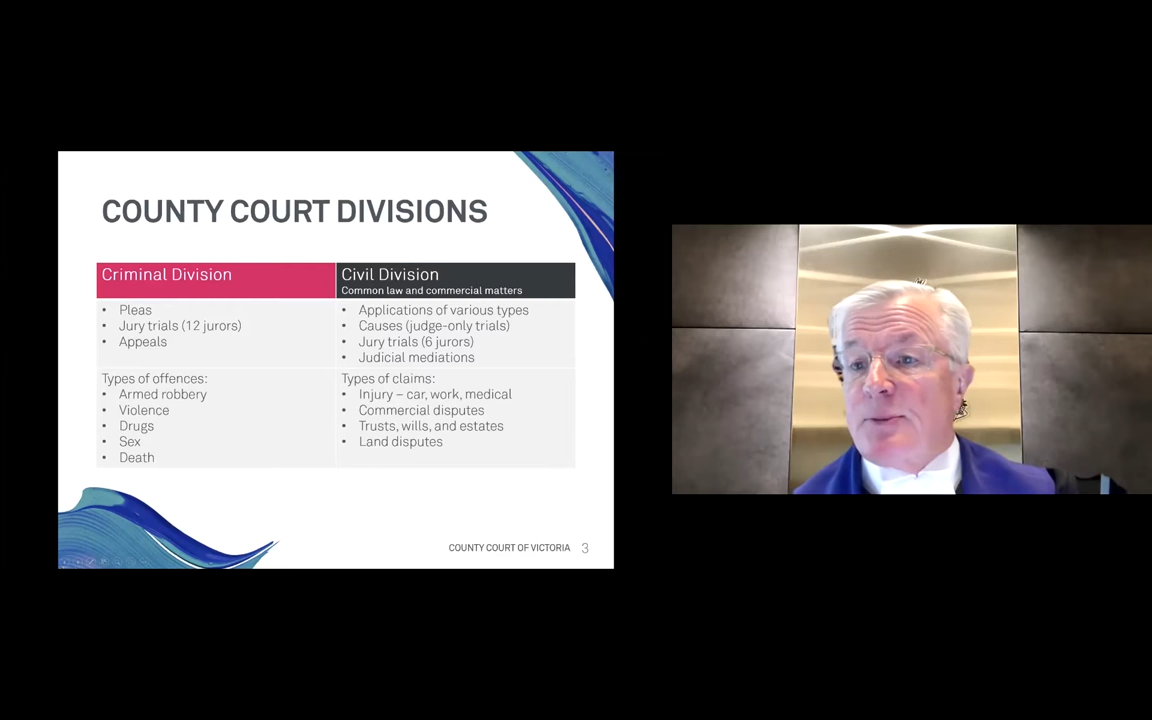 COUNTY COURT DIVISIONS
Criminal Division
Civil Division
Common law and commercial matters
• Pleas
• Jury trials (12 jurors)
• Appeals
• Applications of various types
• Causes (judge-only trials)
• Jury trials (6 jurors)
• Judicial mediations
Types of offences:
• Armed robbery
• Violence
• Drugs
• Sex
• Death
Types of claims:
• Injury – car, work, medical
• Commercial disputes
• Trusts, wills, and estates
• Land disputes
COUNTY COURT OF VICTORIA 3